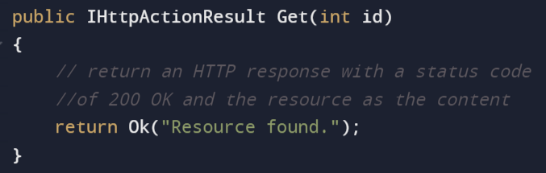 public IHttpActionResult Get(int id)
{
// return an HTTP response with a status code
//of 200 OK and the resource as the content
return Ok("Resource found.");
}